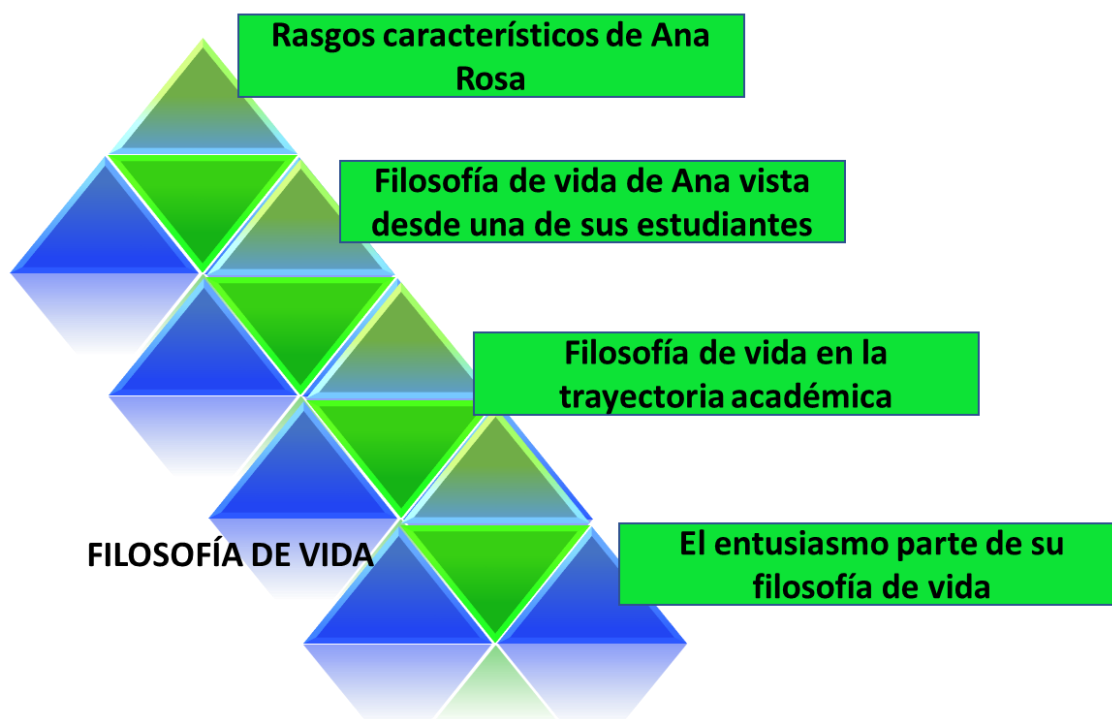 Rasgos característicos de Ana
Rosa
Filosofía de vida de Ana vista
desde una de sus estudiantes
Filosofía de vida en la
trayectoria académica
FILOSOFÍA DE VIDA
El entusiasmo parte de su
filosofía de vida